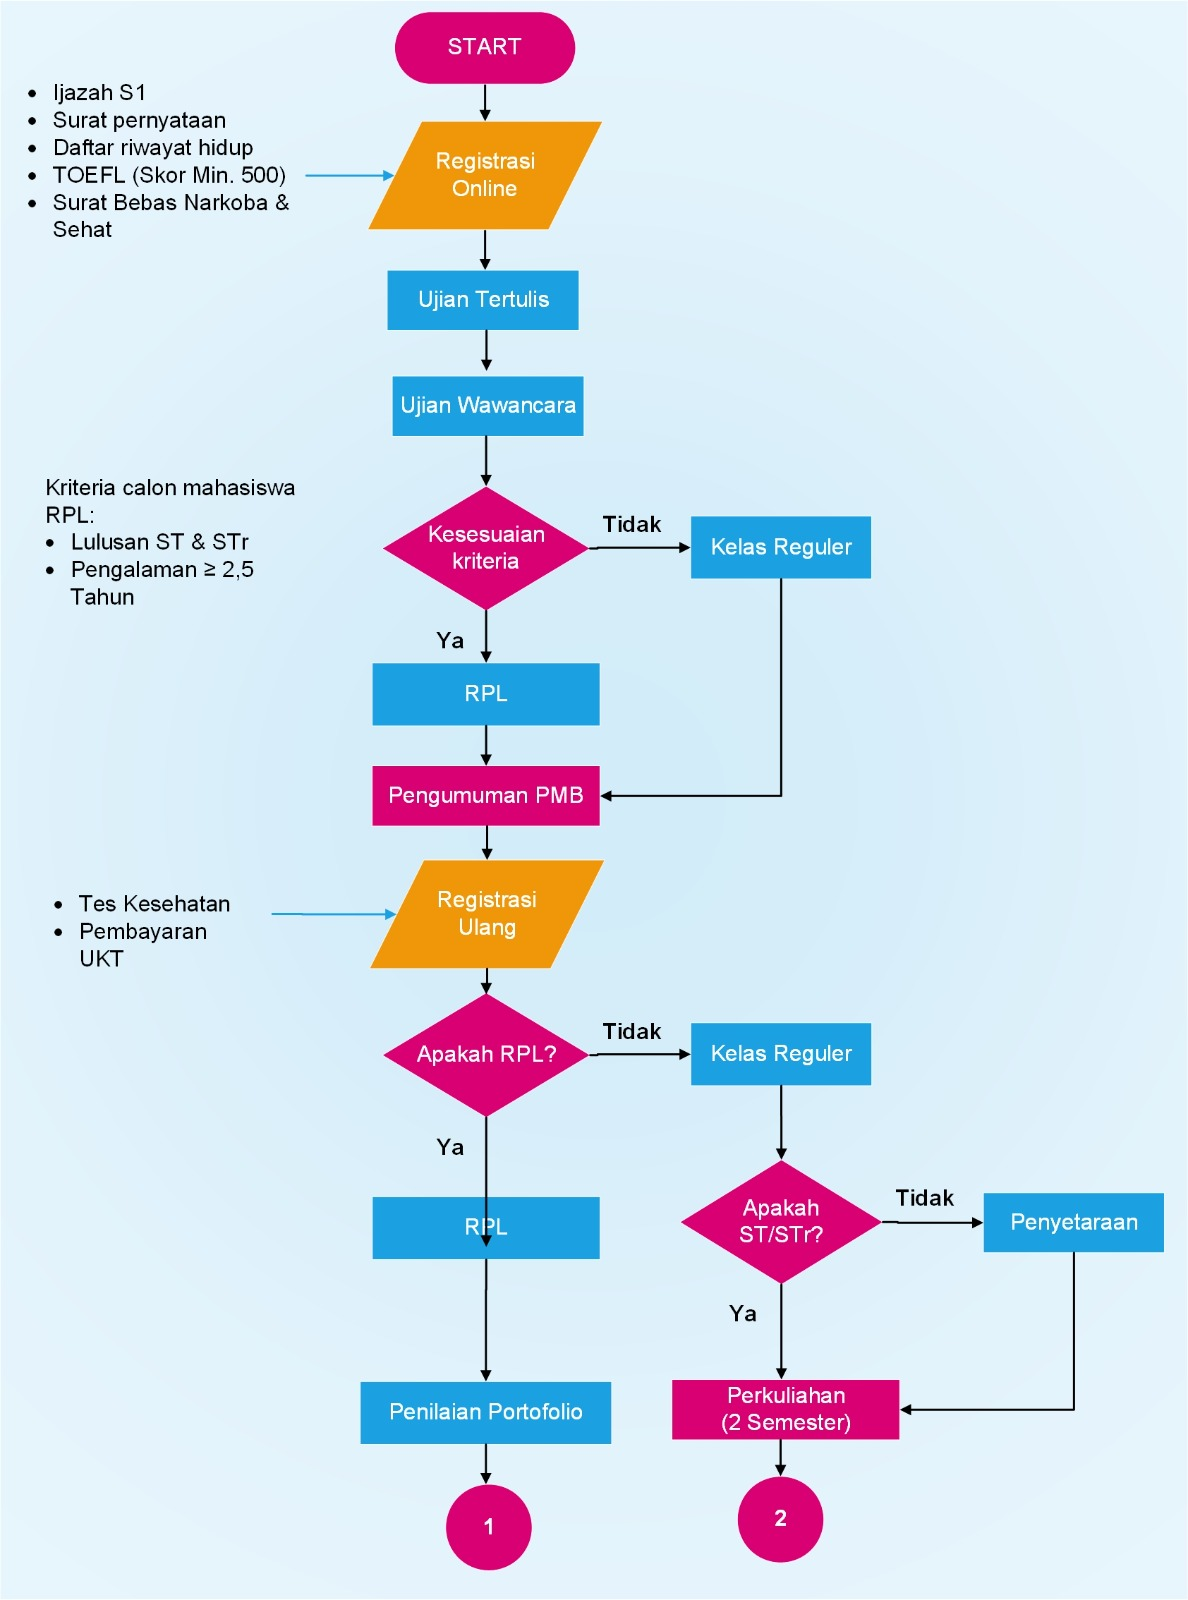 START
• Ijazah S1
• Surat pernyataan
• Daftar riwayat hidup
• TOEFL (Skor Min. 500)
• Surat Bebas Narkoba &
Sehat
Registrasi
Online
Ujian Tertulis
Ujian Wawancara
Kriteria calon mahasiswa
RPL:
• Lulusan ST & STr
• Pengalaman ≥ 2,5
Tahun
Kesesuaian
kriteria
Tidak
Kelas Reguler
Ya
RPL
Pengumuman PMB
• Tes Kesehatan
• Pembayaran
UKT
Registrasi
Ulang
Apakah RPL?
Tidak
Kelas Reguler
Ya
RPL
Apakah
ST/STr?
Tidak
Penyetaraan
Ya
Penilaian Portofolio
Perkuliahan
(2 Semester)
1
2